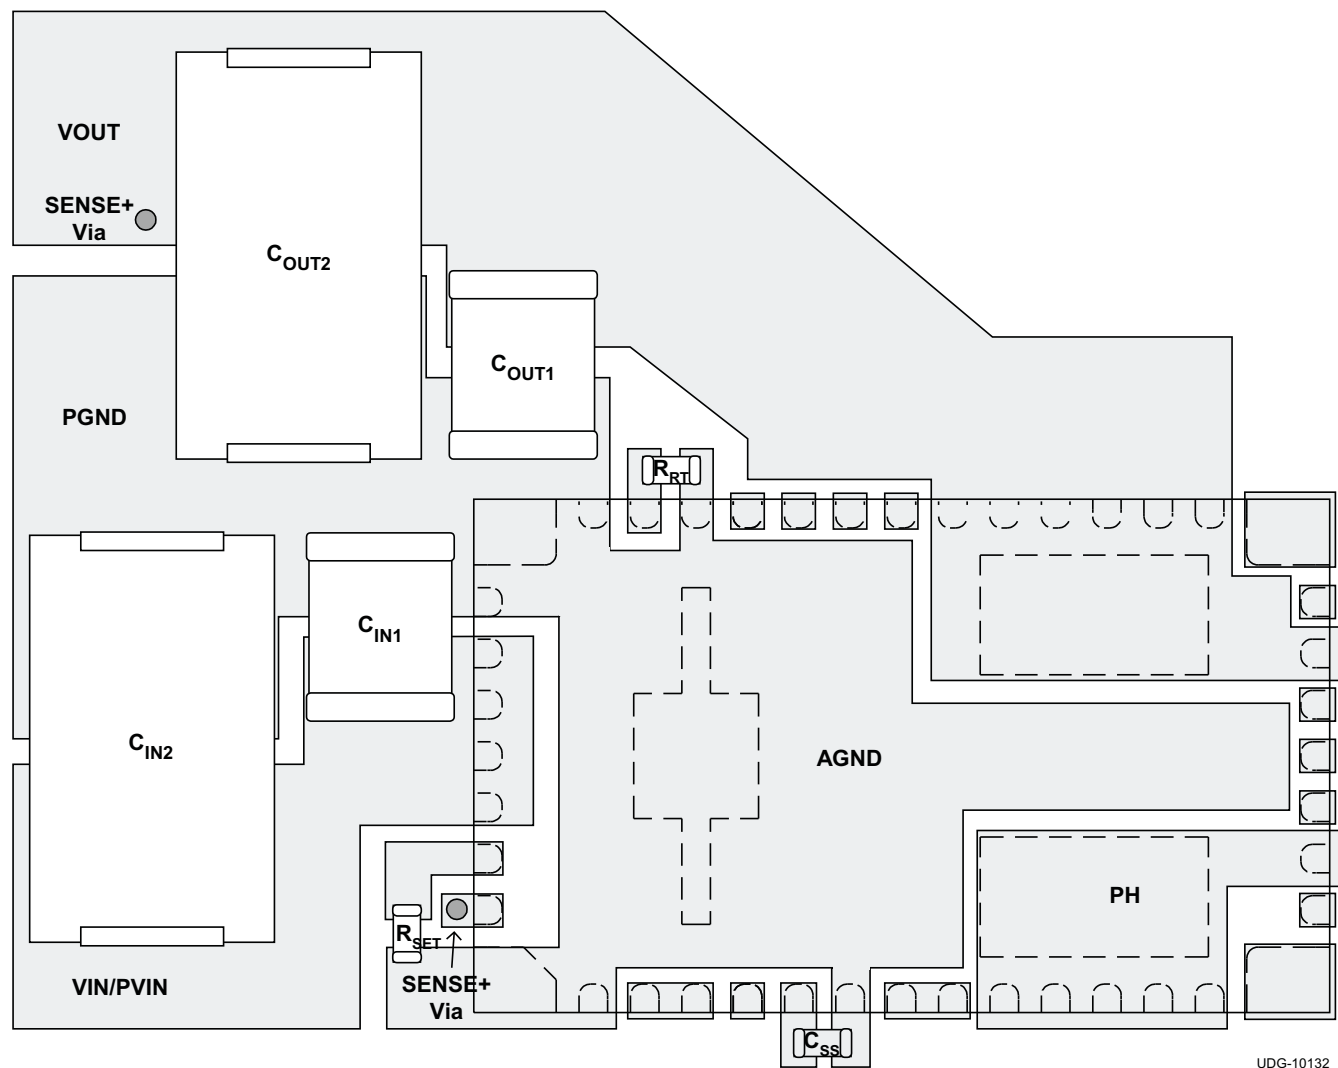 VOUT
SENSE+
Via
COUT2
COUT1
PGND
RRT
CIN1
CIN2
AGND
PH
RSET
VIN/PVIN
SENSE+
Via
CSS
UDG-10132